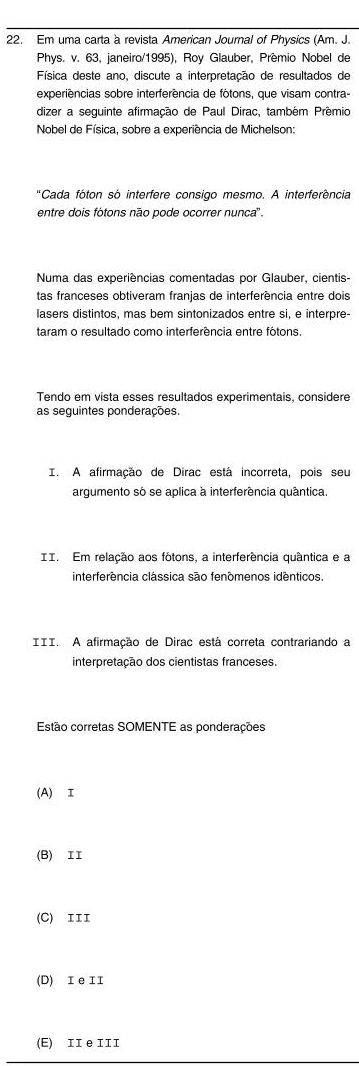 22. Em uma carta à revista American Journal of Physics (Am. J.
Phys. v. 63, janeiro/1995), Roy Glauber, Prêmio Nobel de
Física deste ano, discute a interpretação de resultados de
experiências sobre interferência de fótons, que visam contra-
dizer a seguinte afirmação de Paul Dirac, também Prêmio
Nobel de Física, sobre a experiência de Michelson:
“Cada fóton só interfere consigo mesmo. A interferência
entre dois fótons não pode ocorrer nunca”.
Numa das experiências comentadas por Glauber, cientis-
tas franceses obtiveram franjas de interferência entre dois
lasers distintos, mas bem sintonizados entre si, e interpre-
taram o resultado como interferência entre fótons.
Tendo em vista esses resultados experimentais, considere
as seguintes ponderações.
I. A afirmação de Dirac está incorreta, pois seu
argumento só se aplica à interferência quântica.
II. Em relação aos fótons, a interferência quântica e a
interferência clássica são fenômenos idênticos.
III. A afirmação de Dirac está correta contrariando a
interpretação dos cientistas franceses.
Estão corretas SOMENTE as ponderações
(A) I
(B) II
(C) III
(D) I e II
(E) II e III